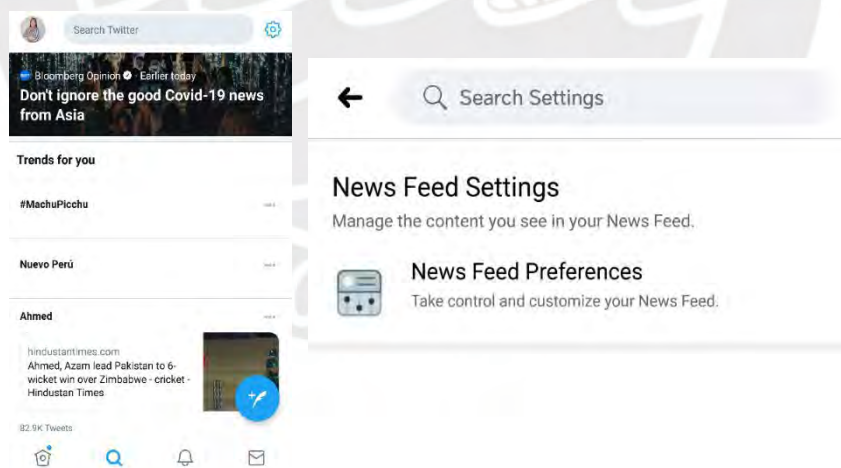 Search Twitter
Bloomberg Opinion · Earlier today
Don't ignore the good Covid-19 news
from Asia
Trends for you
#MachuPicchu
Nuevo Perú
Ahmed
hindustantimes.com
Ahmed, Azam lead Pakistan to 6-
wicket win over Zimbabwe - cricket -
Hindustan Times
82.9K Tweets
Search Settings
News Feed Settings
Manage the content you see in your News Feed.
News Feed Preferences
Take control and customize your News Feed.